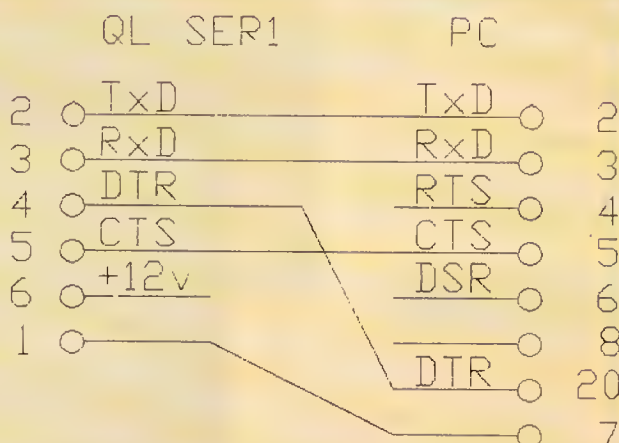 QL SER1 PC
2 TxD TxD 2
3 RxD RxD 3
4 DTR RTS 4
5 CTS CTS 5
6 +12v DSR 6
1 8
DTR 20
7